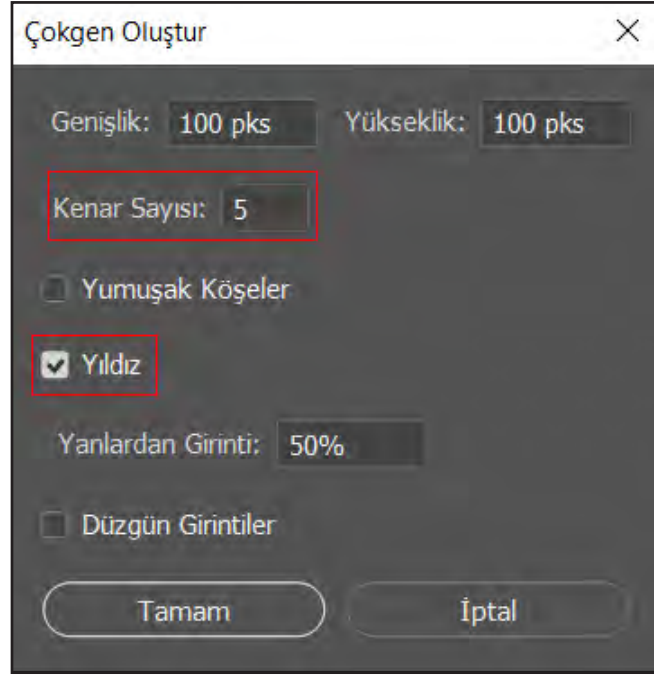 Çokgen Oluştur
Genişlik: 100 pks Yükseklik: 100 pks
Kenar Sayısı: 5
Yumuşak Köşeler
Yıldız
Yanlardan Girinti: 50%
Düzgün Girintiler
Tamam İptal